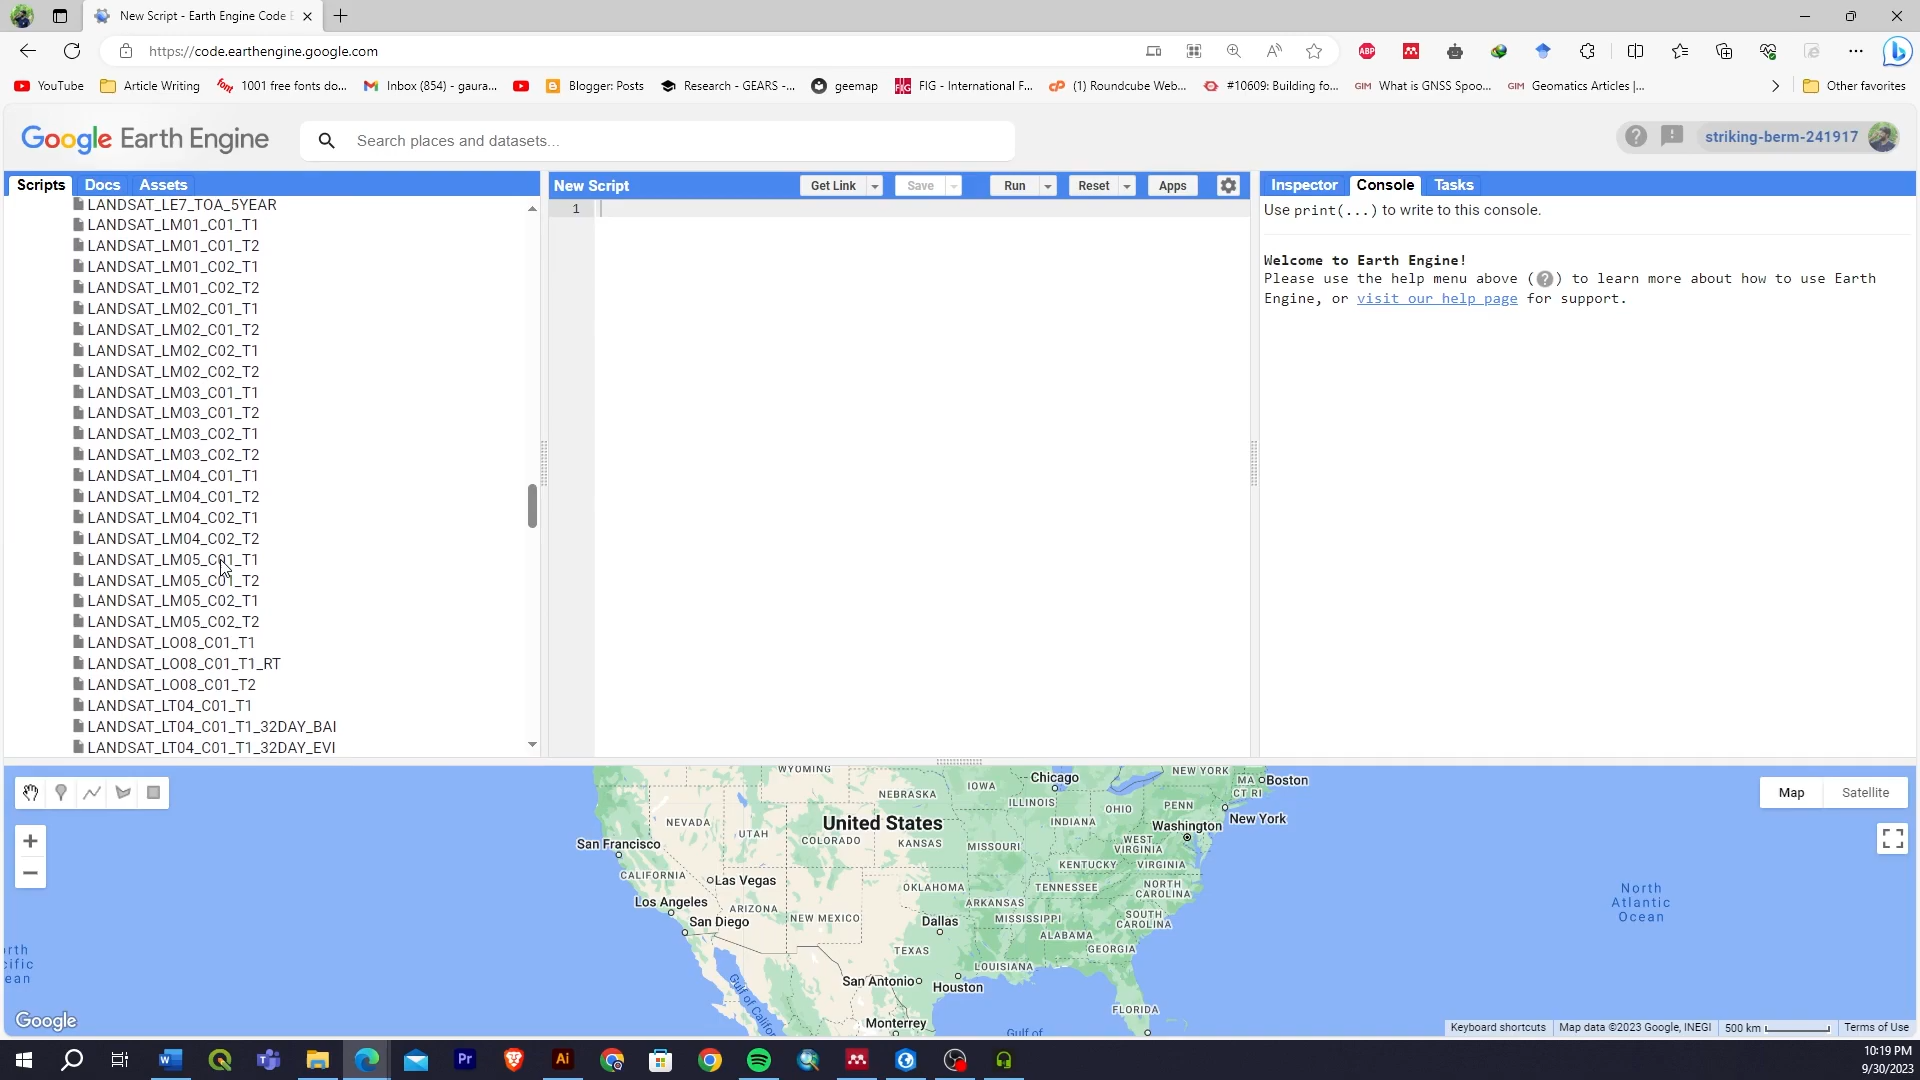 New Script - Earth Engine Code E
https://code.earthengine.google.com
YouTube
Article Writing
1001 free fonts do...
Inbox (854) - gaura...
Blogger: Posts
Research - GEARS -...
geemap
FIG - International F...
(1) Roundcube Web...
#10609: Building fo...
GIM What is GNSS Spoo...
GIM Geomatics Articles |...
Other favorites
Google Earth Engine
Search places and datasets...
striking-berm-241917
Scripts Docs Assets
LANDSAT_LE7_TOA_5YEAR
LANDSAT_LM01_C01_T1
LANDSAT_LM01_C01_T2
LANDSAT_LM01_C02_T1
LANDSAT_LM01_C02_T2
LANDSAT_LM02_C01_T1
LANDSAT_LM02_C01_T2
LANDSAT_LM02_C02_T1
LANDSAT_LM02_C02_T2
LANDSAT_LM03_C01_T1
LANDSAT_LM03_C01_T2
LANDSAT_LM03_C02_T1
LANDSAT_LM03_C02_T2
LANDSAT_LM04_C01_T1
LANDSAT_LM04_C01_T2
LANDSAT_LM04_C02_T1
LANDSAT_LM04_C02_T2
LANDSAT_LM05_C01_T1
LANDSAT_LM05_C01_T2
LANDSAT_LM05_C02_T1
LANDSAT_LM05_C02_T2
LANDSAT_LO08_C01_T1
LANDSAT_LO08_C01_T1_RT
LANDSAT_LO08_C01_T2
LANDSAT_LT04_C01_T1
LANDSAT_LT04_C01_T1_32DAY_BAI
LANDSAT_LT04_C01_T1_32DAY_EVI
New Script Get Link Save Run Reset Apps
1
Inspector Console Tasks
Use print(...) to write to this console.
Welcome to Earth Engine!
Please use the help menu above (?) to learn more about how to use Earth
Engine, or visit our help page for support.
Map Satellite
WYOMING
Chicago
NEW YORK
MA
Boston
CT RI
NEBRASKA
IOWA
ILLINOIS
OHIO
PENN
NEVADA
UTAH
United States
COLORADO
KANSAS
MISSOURI
INDIANA
Washington
New York
San Francisco
WEST
VIRGINIA
CALIFORNIA
KENTUCKY
VIRGINIA
Las Vegas
OKLAHOMA
TENNESSEE
NORTH
CAROLINA
Los Angeles
ARIZONA
NEW MEXICO
ARKANSAS
San Diego
Dallas
MISSISSIPPI
SOUTH
CAROLINA
ALABAMA
TEXAS
GEORGIA
LOUISIANA
San Antonio
Houston
FLORIDA
Monterrey
Gulf of
Gulf of Califor
North
Atlantic
Ocean
orth
cific
ean
Google
Keyboard shortcuts
Map data ©2023 Google, INEGI
500 km
Terms of Use
10:19 PM
9/30/2023